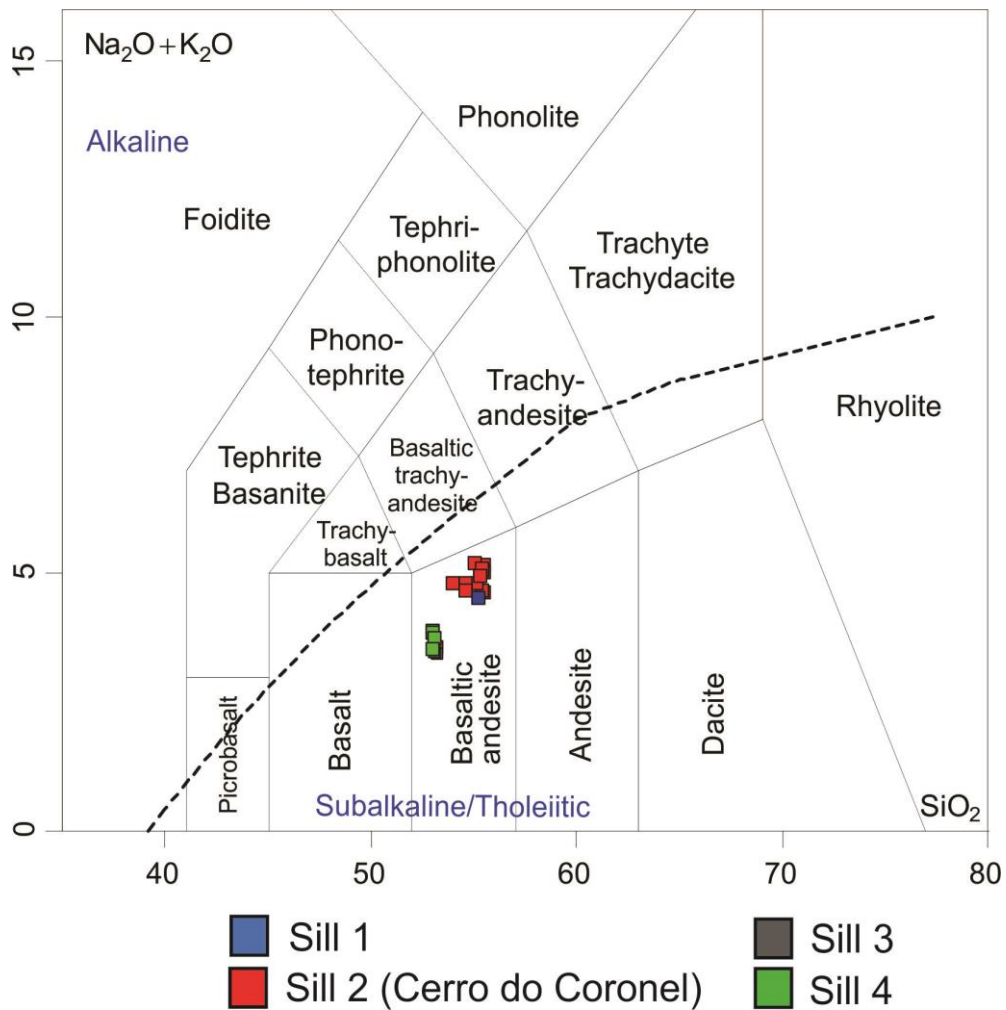 15
Na₂O+K₂O
Alkaline
Phonolite
Foidite
Tephri-
phonolite
Trachyte
Trachydacite
10
Phono-
tephrite
Trachy-
andesite
Rhyolite
Tephrite
Basanite
Basaltic
trachy-
andesite
Trachy-
basalt
5
Picrobasalt
Basalt
Basaltic
andesite
Andesite
Dacite
Subalkaline/Tholeiitic
SiO₂
0
40
50
60
70
80
Sill 1
Sill 3
Sill 2 (Cerro do Coronel)
Sill 4